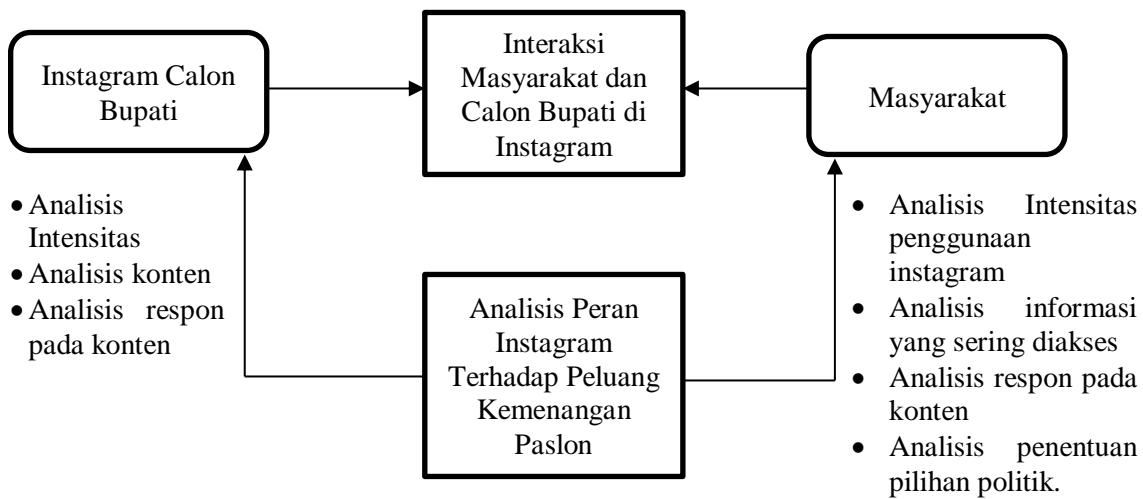 Instagram Calon
Bupati
Interaksi
Masyarakat dan
Calon Bupati di
Instagram
Masyarakat
• Analisis
Intensitas
• Analisis konten
• Analisis respon
pada konten
Analisis Peran
Instagram
Terhadap Peluang
Kemenangan
Paslon
• Analisis Intensitas
penggunaan
instagram
• Analisis informasi
yang sering diakses
• Analisis respon pada
konten
• Analisis penentuan
pilihan politik.